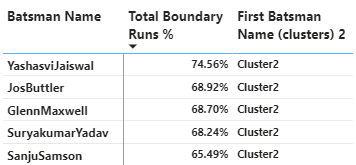 Batsman Name Total Boundary First Batsman
Runs % Name (clusters) 2
YashasviJaiswal 74.56% Cluster2
JosButtler 68.92% Cluster2
GlennMaxwell 68.70% Cluster2
SuryakumarYadav 68.24% Cluster2
SanjuSamson 65.49% Cluster2